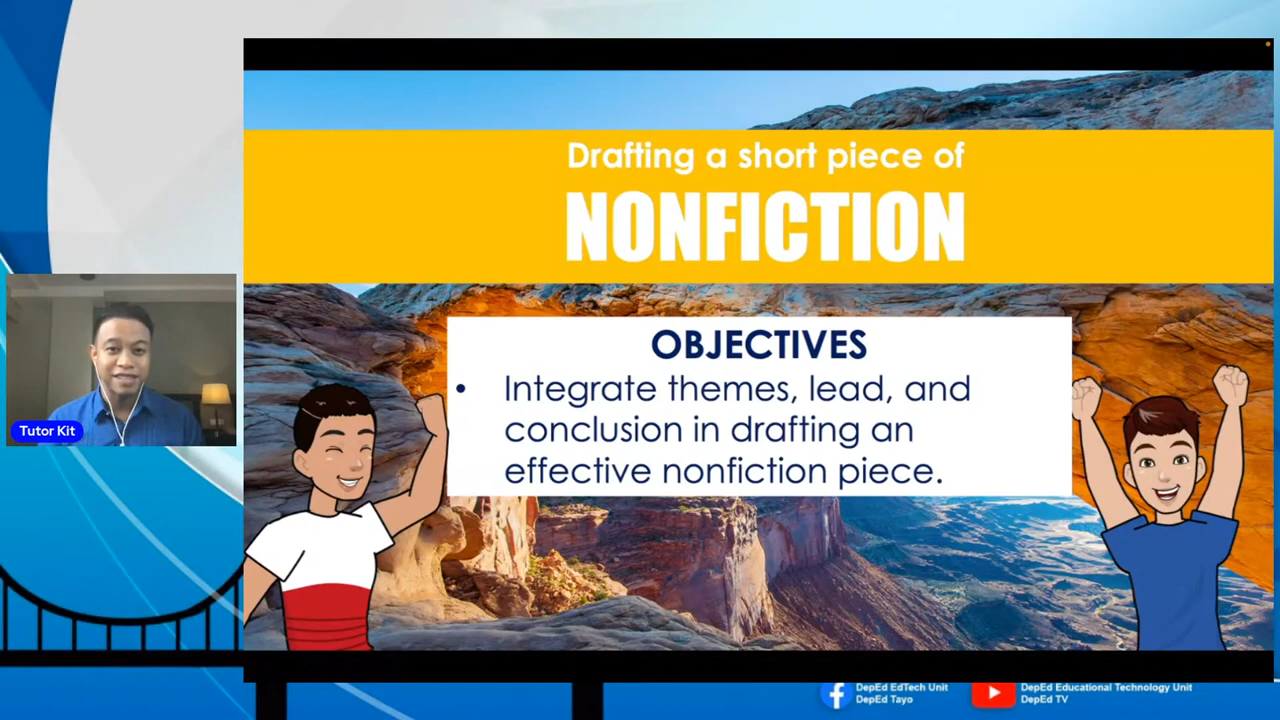 Drafting a short piece of
NONFICTION
OBJECTIVES
• Integrate themes, lead, and
conclusion in drafting an
effective nonfiction piece.
Tutor Kit
DepEd EdTech Unit
DepEd Tayo
DepEd Educational Technology Unit
DepEd TV